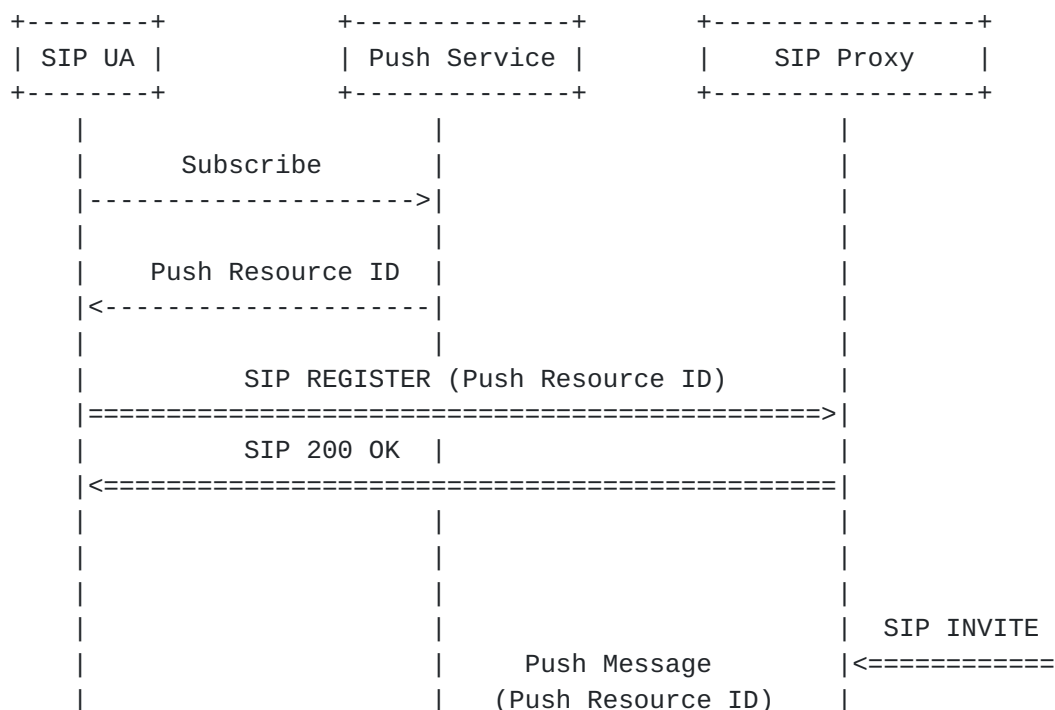 +--------+           +--------------+       +-----------------+
| SIP UA |           | Push Service |       |    SIP Proxy    |
+--------+           +--------------+       +-----------------+
    |                      |                         |
    |      Subscribe       |                         |
    |--------------------->|                         |
    |                      |                         |
    |    Push Resource ID  |                         |
    |<---------------------|                         |
    |                      |                         |
    |          SIP REGISTER (Push Resource ID)       |
    |===============================================>|
    |          SIP 200 OK  |                         |
    |<===============================================|
    |                      |                         |
    |                      |                         |
    |                      |                         |
    |                      |                         |  SIP INVITE
    |                      |     Push Message        |<============
    |                      |   (Push Resource ID)    |